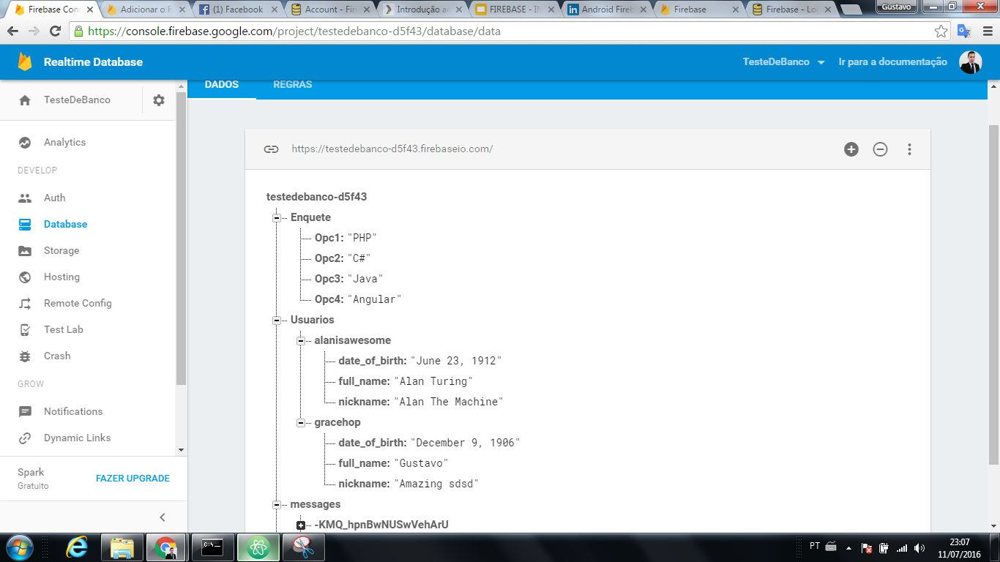 Firebase Cons
Adicionar o F
(1) Facebook
Account - Fire
Introdução ao
FIREBASE - IN
Android Fireb
Firebase
Firebase - Loc
Gustavo
https://console.firebase.google.com/project/testedebanco-d5f43/database/data
Realtime Database
TesteDeBanco
Ir para a documentação
TesteDeBanco
DADOS
REGRAS
Analytics
DEVELOP
Auth
Database
Storage
Hosting
Remote Config
Test Lab
Crash
GROW
Notifications
Dynamic Links
Spark
Gratuito
FAZER UPGRADE
https://testedebanco-d5f43.firebaseio.com/
testedebanco-d5f43
Enquete
Opc1: "PHP"
Opc2: "C#"
Opc3: "Java"
Opc4: "Angular"
Usuarios
alanisawesome
date_of_birth: "June 23, 1912"
full_name: "Alan Turing"
nickname: "Alan The Machine"
gracehop
date_of_birth: "December 9, 1906"
full_name: "Gustavo"
nickname: "Amazing sdsd"
messages
-KMQ_hpnBwNUSwVehArU
PT
23:07
11/07/2016